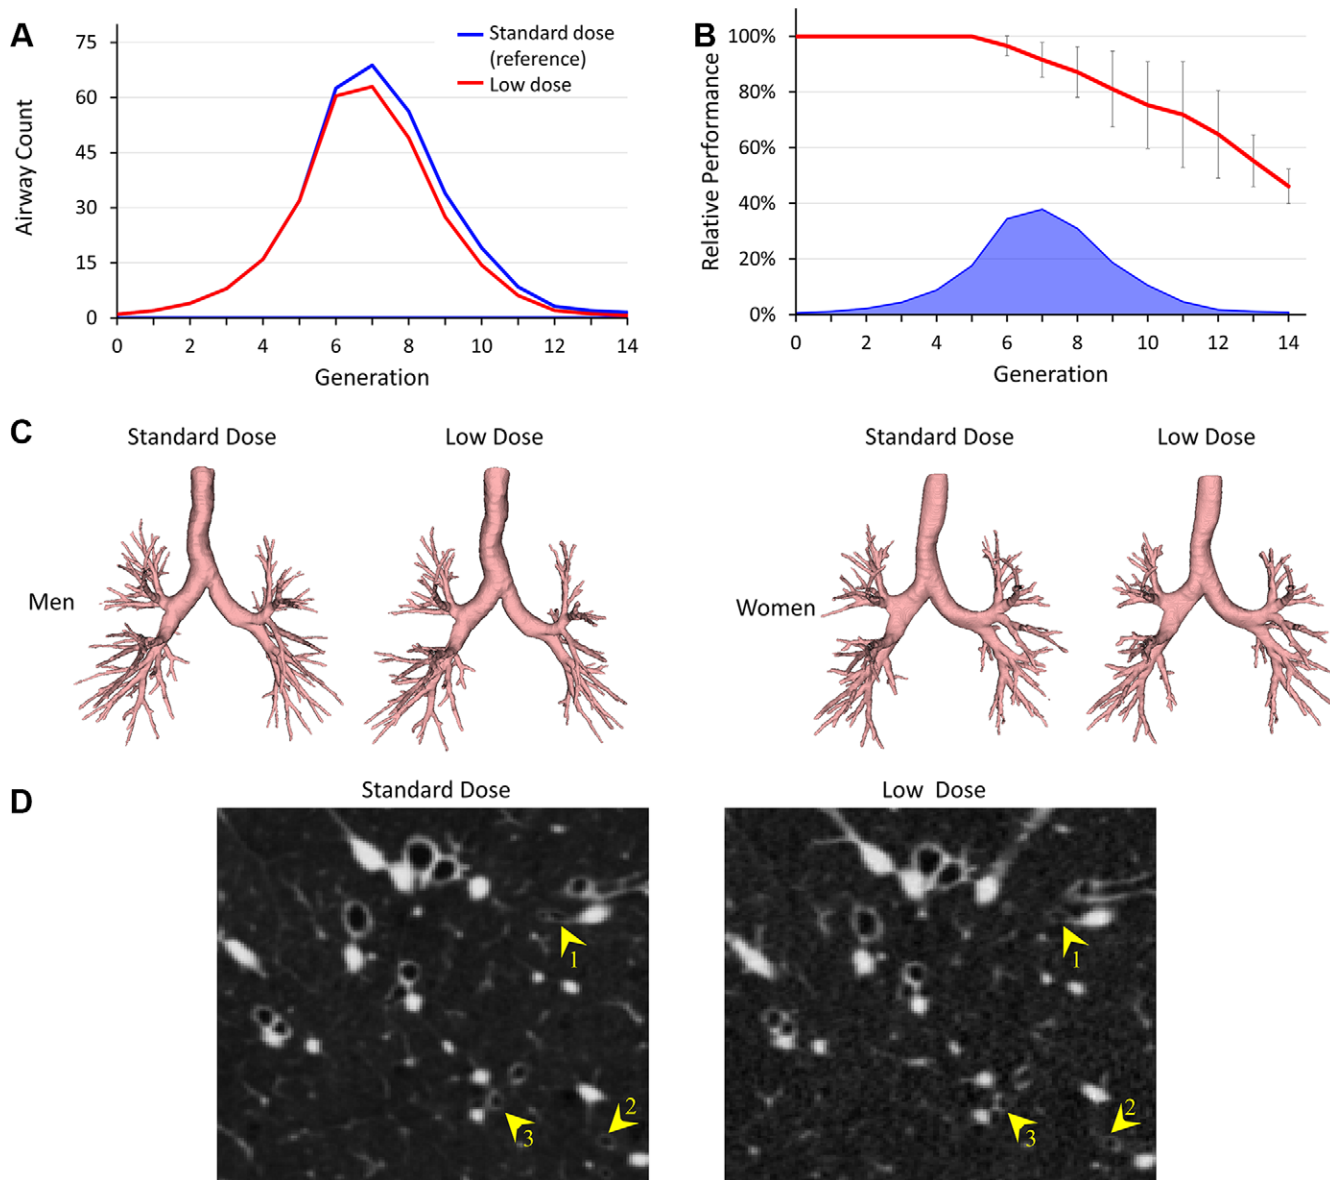 A
Airway Count
75
60
45
30
15
0
0 2 4 6 8 10 12 14
Generation
Standard dose
(reference)
Low dose
B
Relative Performance
100%
80%
60%
40%
20%
0%
0 2 4 6 8 10 12 14
Generation
C
Standard Dose Low Dose
Men
Standard Dose Low Dose
Women
D
Standard Dose
1
2
3
Low Dose
1
2
3